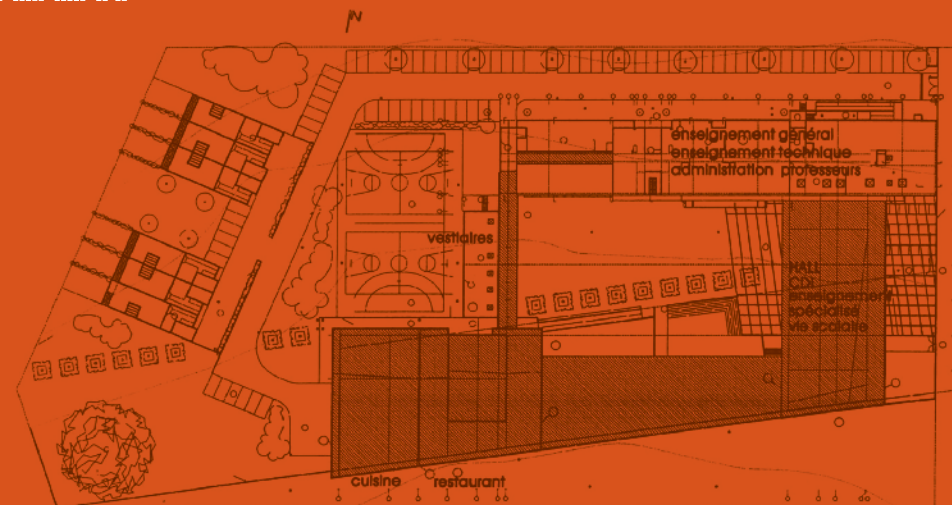 N
enseignement général
enseignement technique
administration professeurs
vestiaires
HALL
CDI
enseignement
spécialisé
vie scolaire
cuisine restaurant